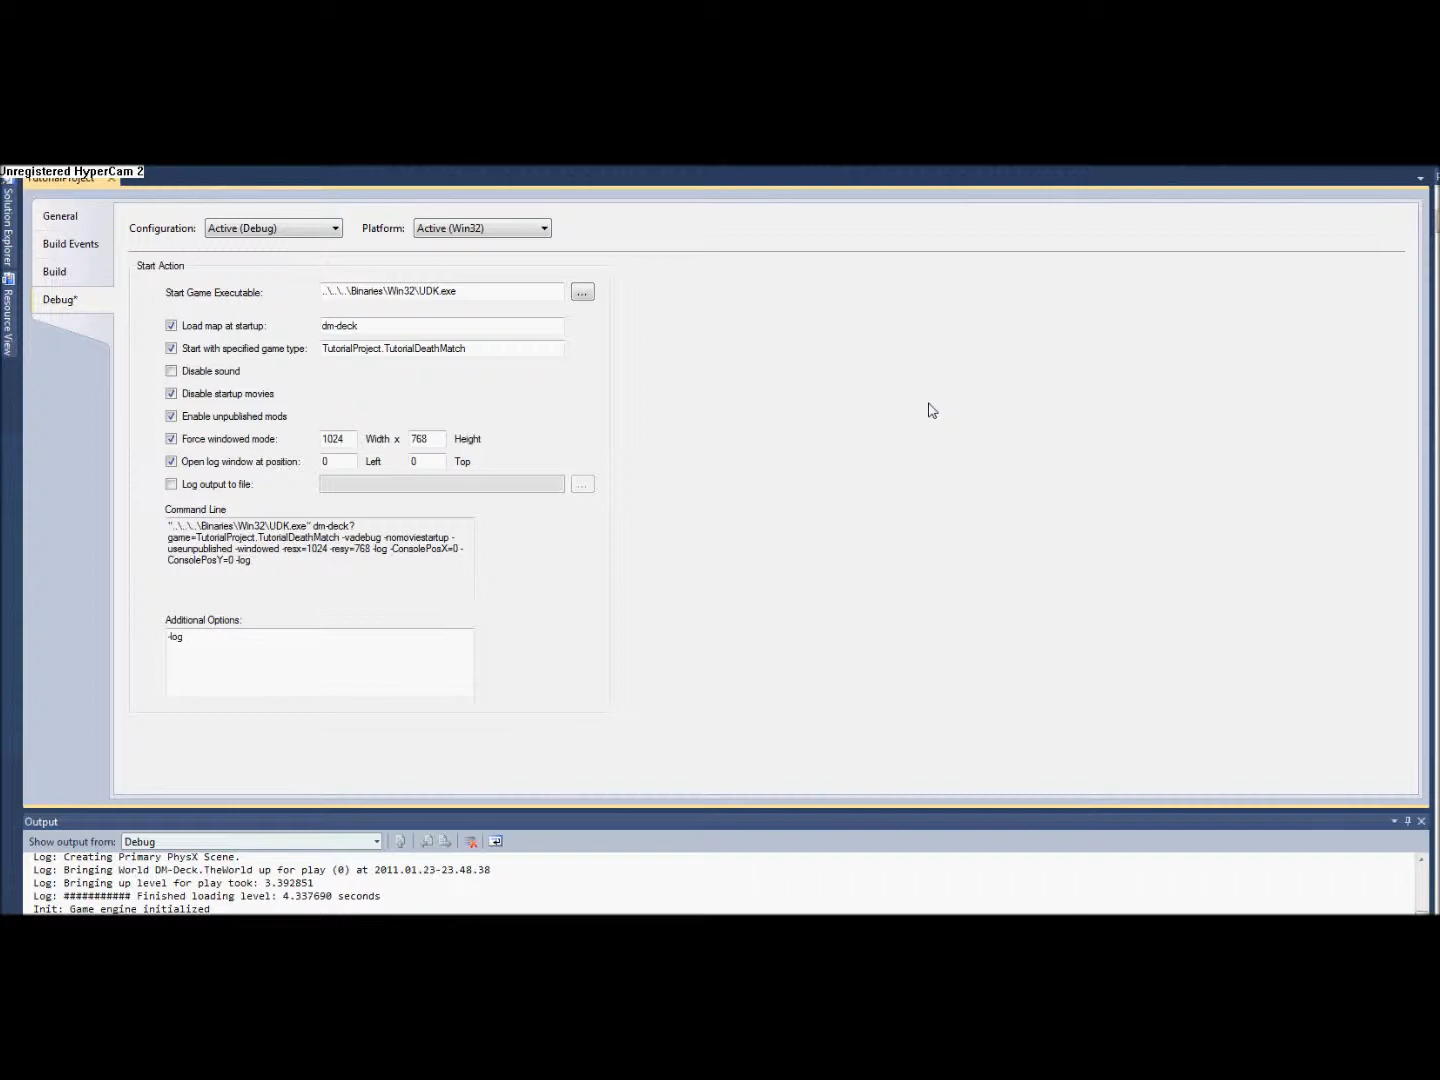 Unregistered HyperCam 2
TutorialProject
Solution Explorer
Resource View
General
Build Events
Build
Debug*
Configuration: Active (Debug) Platform: Active (Win32)
Start Action
Start Game Executable: ..\..\..\Binaries\Win32\UDK.exe ...
Load map at startup: dm-deck
Start with specified game type: TutorialProject.TutorialDeathMatch
Disable sound
Disable startup movies
Enable unpublished mods
Force windowed mode: 1024 Width x 768 Height
Open log window at position: 0 Left 0 Top
Log output to file: ...
Command Line
"..\..\..\Binaries\Win32\UDK.exe" dm-deck?
game=TutorialProject.TutorialDeathMatch -vadebug -nomoviestartup -
useunpublished -windowed -resx=1024 -resy=768 -log -ConsolePosX=0 -
ConsolePosY=0 -log
Additional Options:
-log
Output
Show output from: Debug
Log: Creating Primary PhysX Scene.
Log: Bringing World DM-Deck.TheWorld up for play (0) at 2011.01.23-23.48.38
Log: Bringing up level for play took: 3.392851
Log: ########### Finished loading level: 4.337690 seconds
Init: Game engine initialized